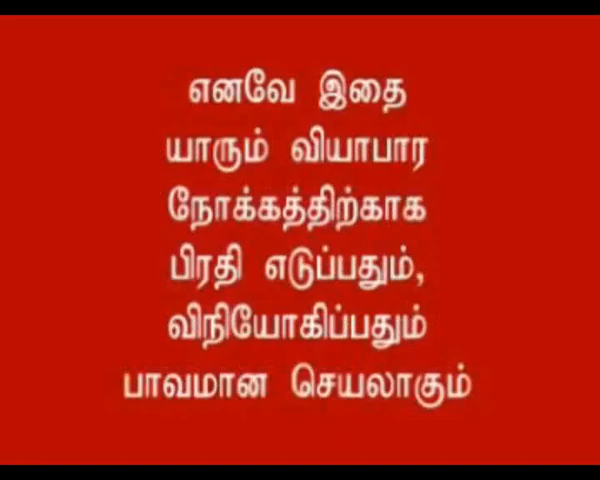 எனவே இதை
யாரும் வியாபார
நோக்கத்திற்காக
பிரதி எடுப்பதும்,
விநியோகிப்பதும்
பாவமான செயலாகும்